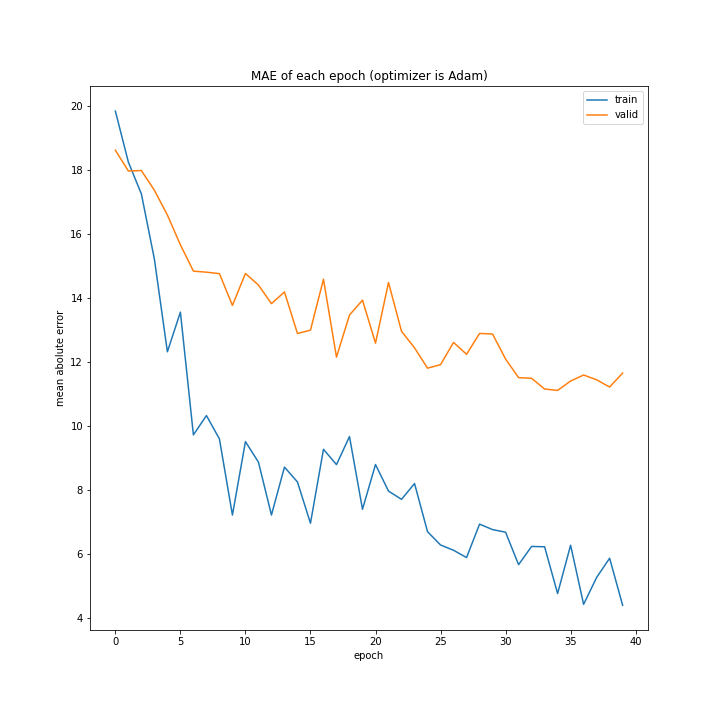 MAE of each epoch (optimizer is Adam)
train
valid
20
18
16
14
12
10
8
6
4
mean abolute error
0 5 10 15 20 25 30 35 40
epoch